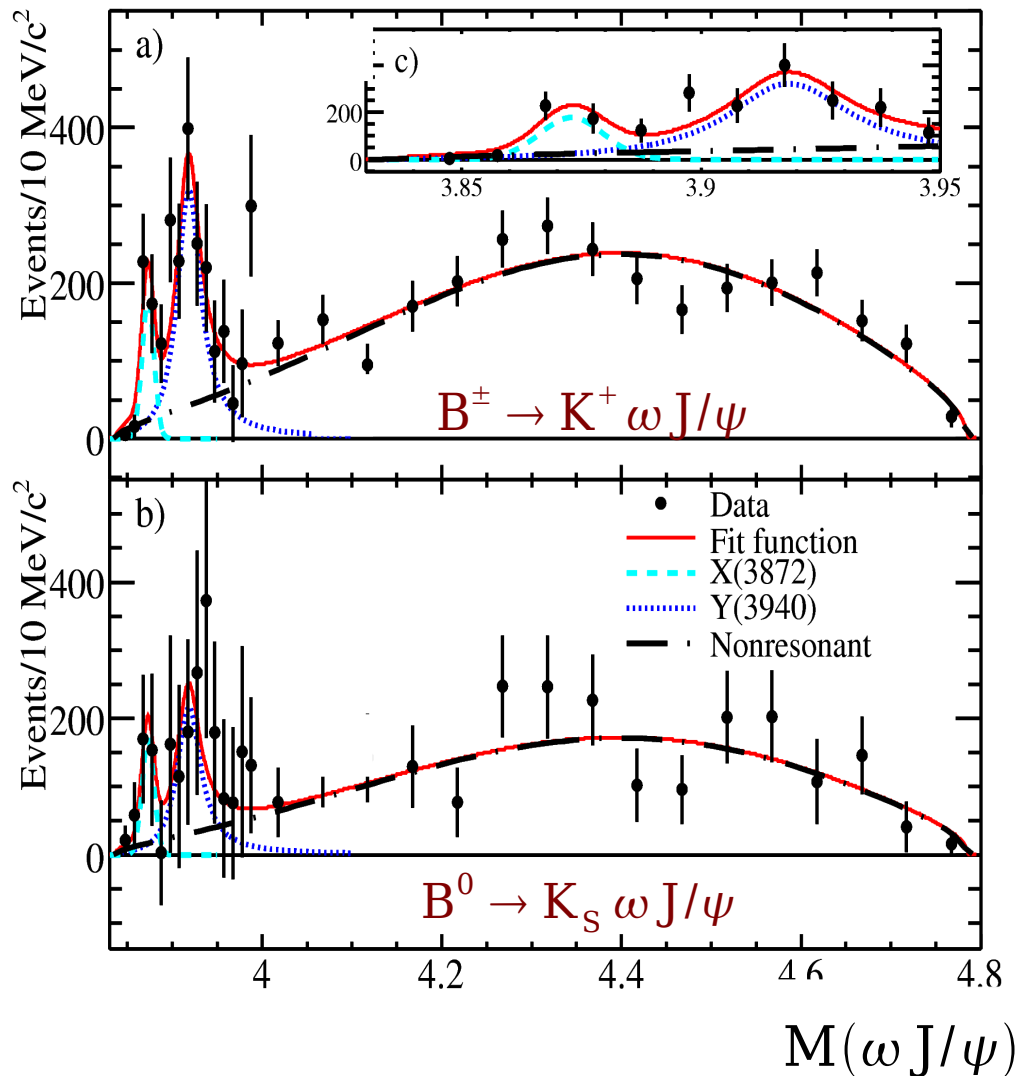 a)
c)
Events/10 MeV/c²
400
200
0
200
0
3.85
3.9
3.95
B± → K⁺ ω J/ψ
b)
Events/10 MeV/c²
400
200
0
Data
Fit function
X(3872)
Y(3940)
Nonresonant
B⁰ → K_S ω J/ψ
4
4.2
4.4
4.6
4.8
M(ω J/ψ)